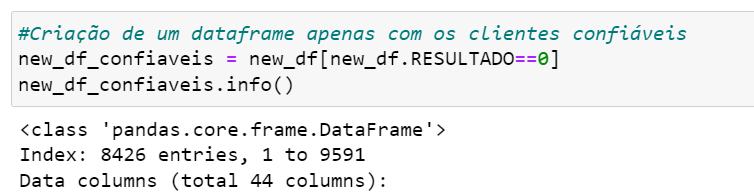 #Criação de um dataframe apenas com os clientes confiáveis
new_df_confiaveis = new_df[new_df.RESULTADO==0]
new_df_confiaveis.info()
<class 'pandas.core.frame.DataFrame'>
Index: 8426 entries, 1 to 9591
Data columns (total 44 columns):